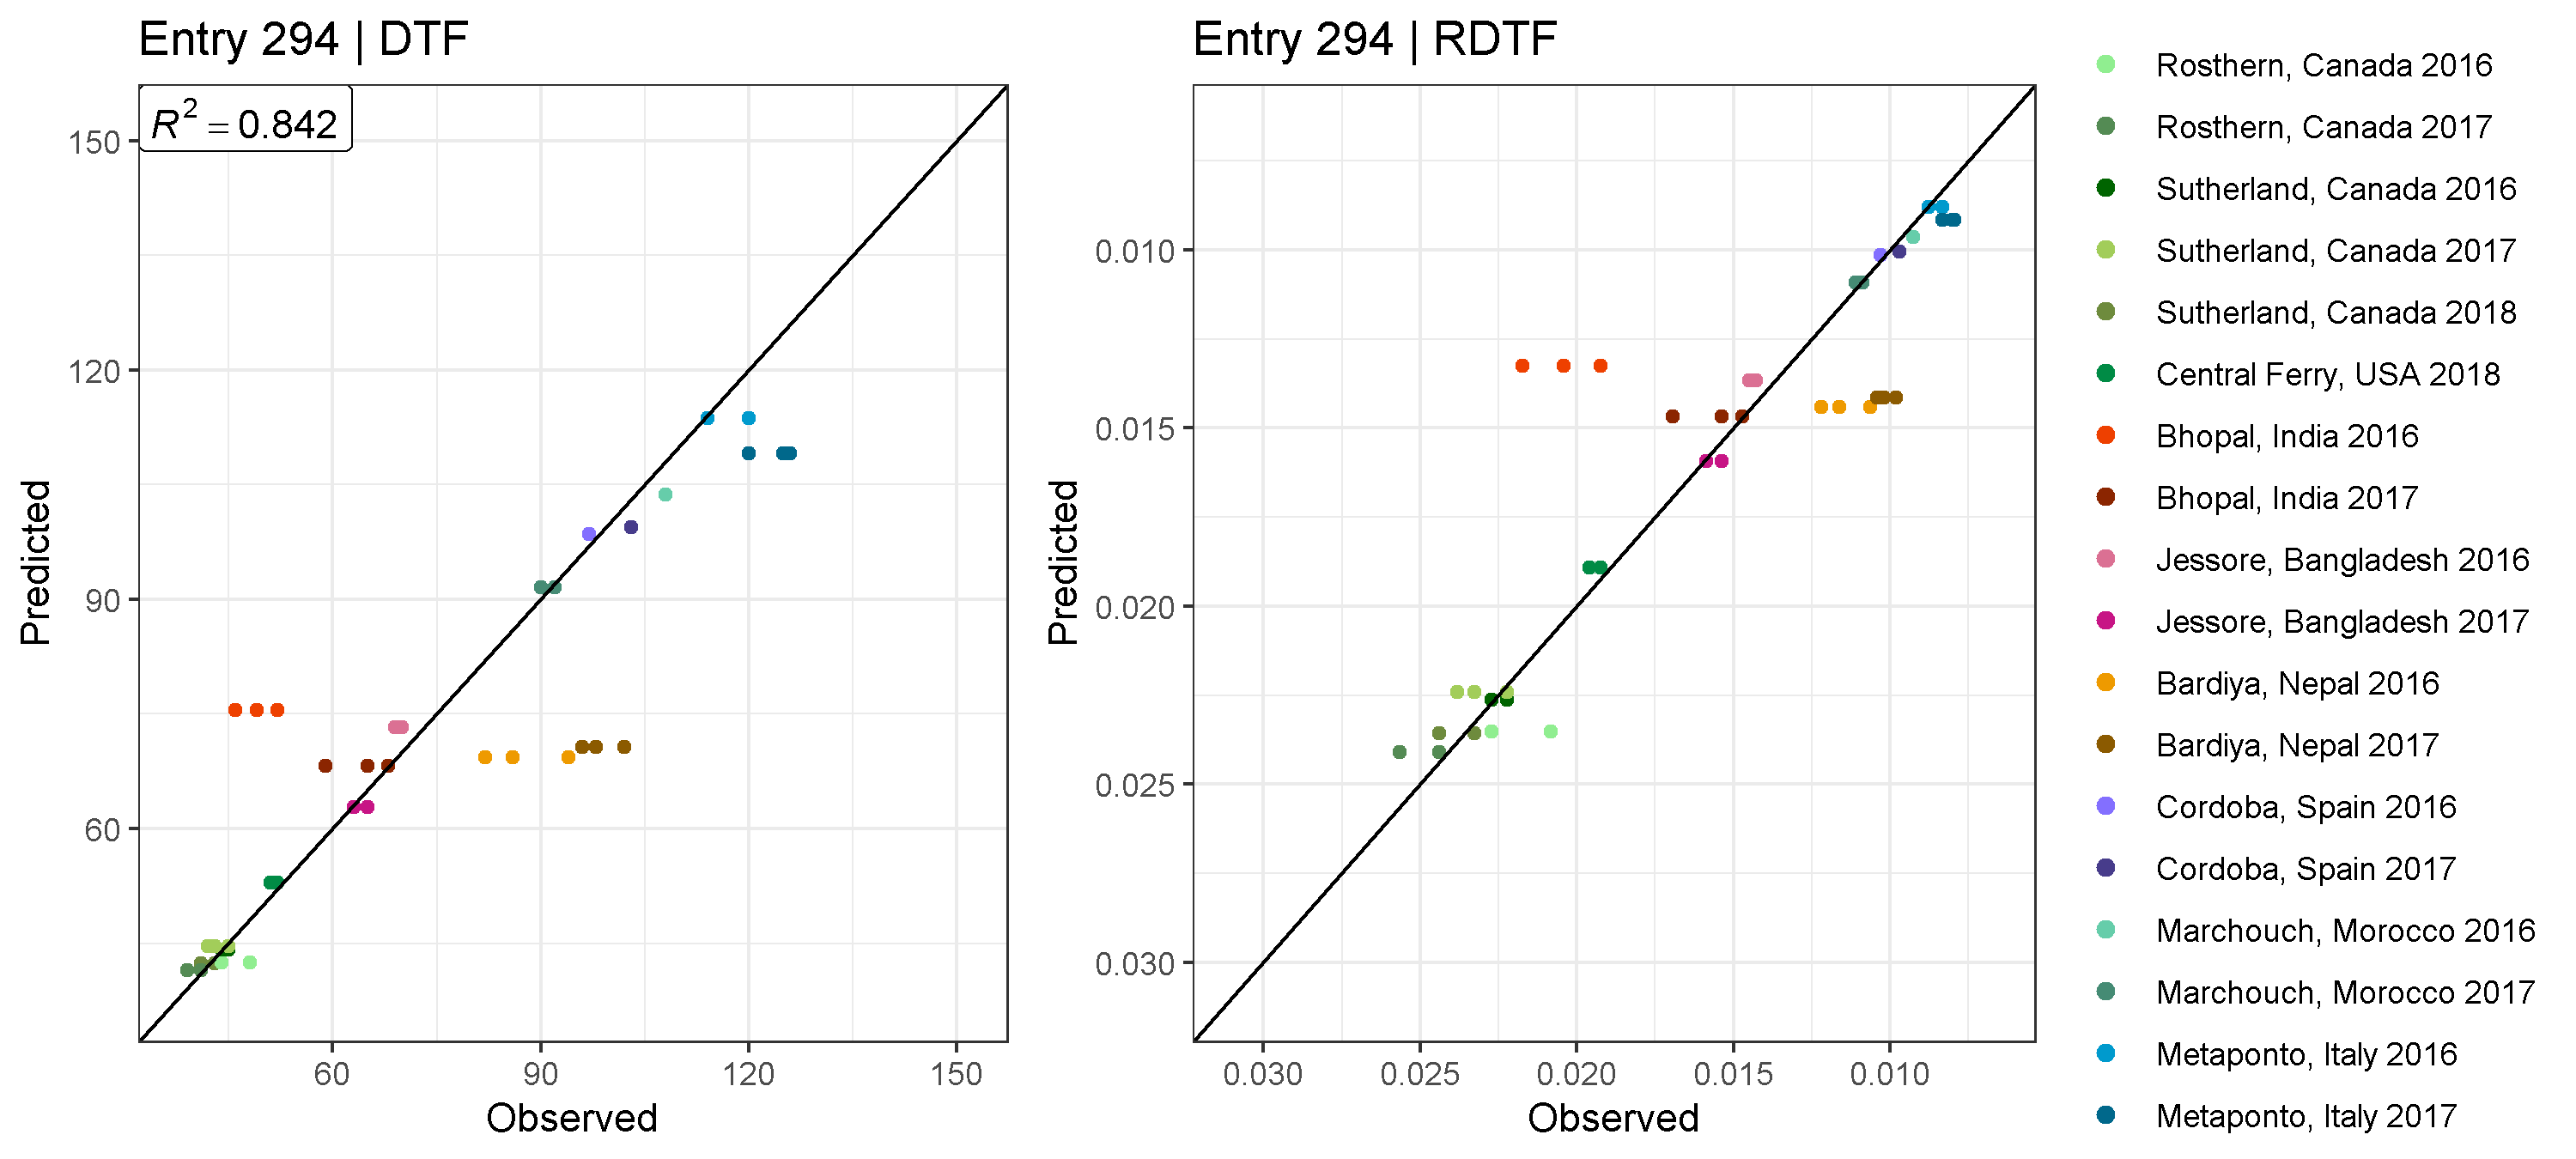 Entry 294 | DTF
R² = 0.842
150
120
90
60
Predicted
60 90 120 150
Observed
Entry 294 | RDTF
0.010
0.015
0.020
0.025
0.030
Predicted
0.030 0.025 0.020 0.015 0.010
Observed
Rosthern, Canada 2016
Rosthern, Canada 2017
Sutherland, Canada 2016
Sutherland, Canada 2017
Sutherland, Canada 2018
Central Ferry, USA 2018
Bhopal, India 2016
Bhopal, India 2017
Jessore, Bangladesh 2016
Jessore, Bangladesh 2017
Bardiya, Nepal 2016
Bardiya, Nepal 2017
Cordoba, Spain 2016
Cordoba, Spain 2017
Marchouch, Morocco 2016
Marchouch, Morocco 2017
Metaponto, Italy 2016
Metaponto, Italy 2017